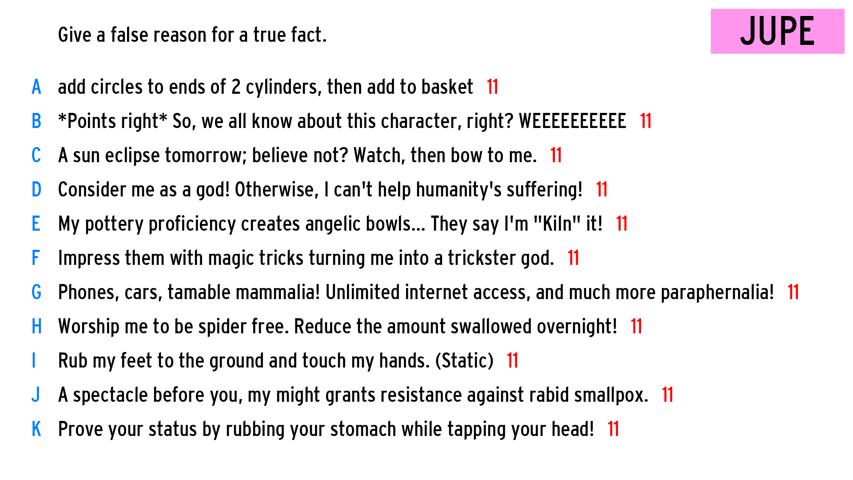 Give a false reason for a true fact.
JUPE
A add circles to ends of 2 cylinders, then add to basket 11
B *Points right* So, we all know about this character, right? WEEEEEEEEEE 11
C A sun eclipse tomorrow; believe not? Watch, then bow to me. 11
D Consider me as a god! Otherwise, I can't help humanity's suffering! 11
E My pottery proficiency creates angelic bowls... They say I'm "Kiln" it! 11
F Impress them with magic tricks turning me into a trickster god. 11
G Phones, cars, tamable mammalia! Unlimited internet access, and much more paraphernalia! 11
H Worship me to be spider free. Reduce the amount swallowed overnight! 11
I Rub my feet to the ground and touch my hands. (Static) 11
J A spectacle before you, my might grants resistance against rabid smallpox. 11
K Prove your status by rubbing your stomach while tapping your head! 11